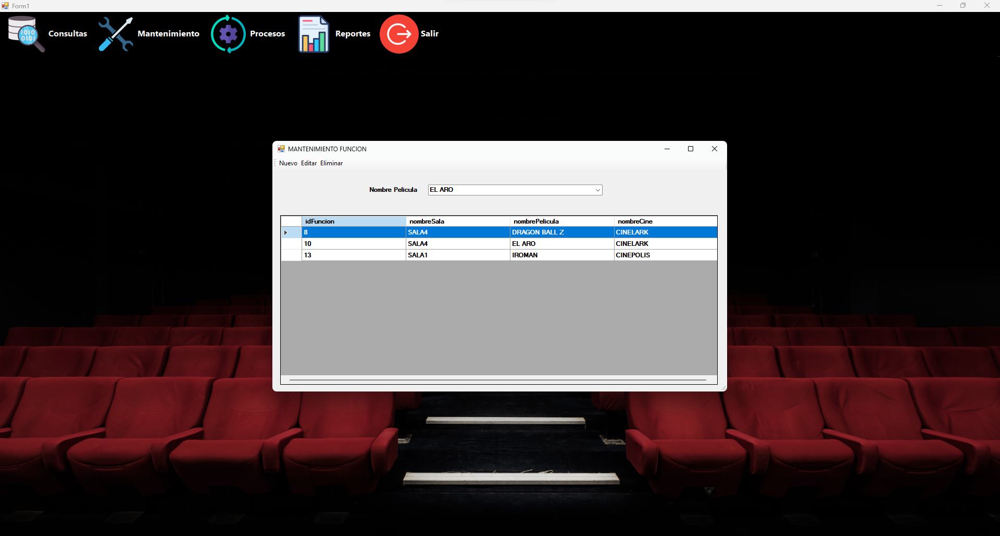 Form1
Consultas Mantenimiento Procesos Reportes Salir
MANTENIMIENTO FUNCION
Nuevo Editar Eliminar
Nombre Pelicula EL ARO
idFuncion nombreSala nombrePelicula nombreCine
8 SALA4 DRAGON BALL Z CINELARK
10 SALA4 EL ARO CINELARK
13 SALA1 IROMAN CINEPOLIS